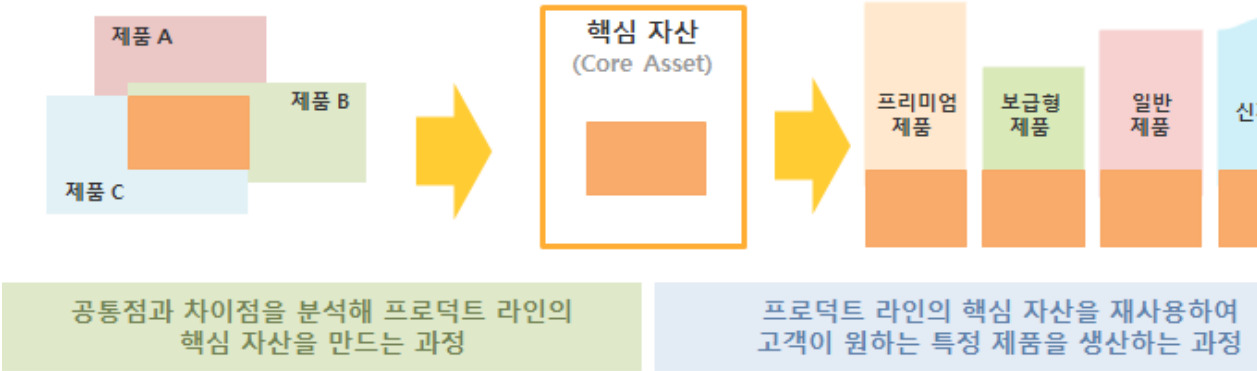 제품 A
제품 B
제품 C
핵심 자산
(Core Asset)
프리미엄
제품
보급형
제품
일반
제품
공통점과 차이점을 분석해 프로덕트 라인의
핵심 자산을 만드는 과정
프로덕트 라인의 핵심 자산을 재사용하여
고객이 원하는 특정 제품을 생산하는 과정